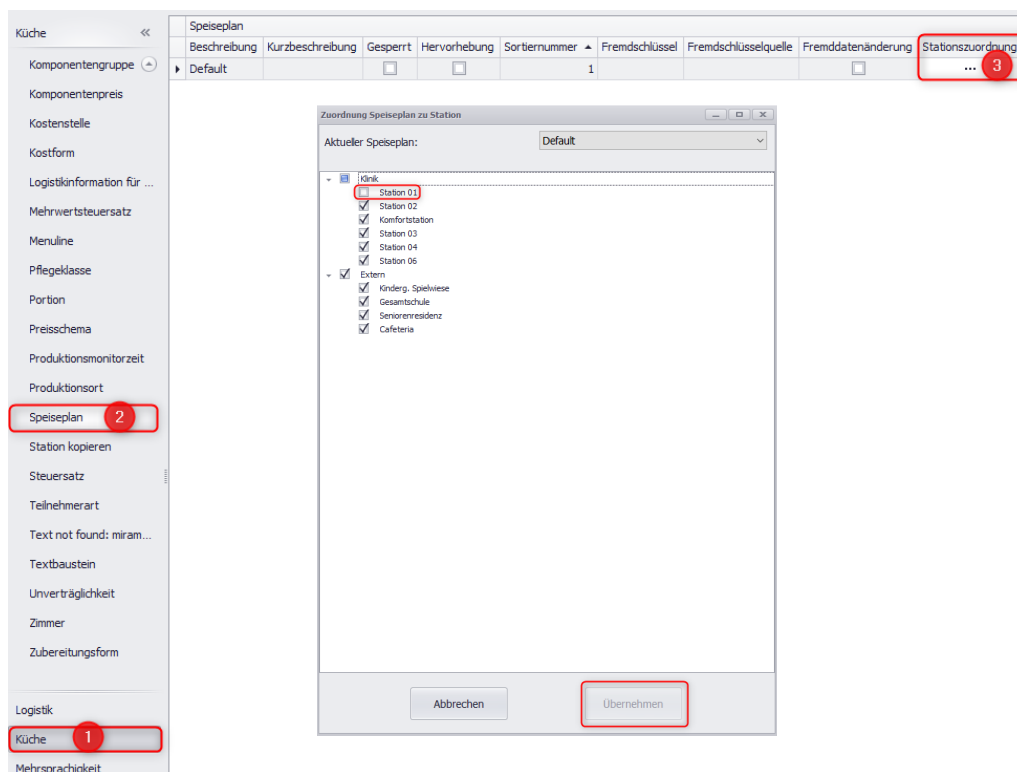 Küche «
Komponentengruppe
Komponentenpreis
Kostenstelle
Kostform
Logistikinformation für ...
Mehrwertsteuersatz
Menuline
Pflegeklasse
Portion
Preisschema
Produktionsmonitorzeit
Produktionsort
Speiseplan 2
Station kopieren
Steuersatz
Teilnehmerart
Text not found: miram...
Textbaustein
Unverträglichkeit
Zimmer
Zubereitungsform
Logistik
Küche 1
Mehrsprachigkeit
Speiseplan
Beschreibung Kurzbeschreibung Gesperrt Hervorhebung Sortiernummer Fremdschlüssel Fremdschlüsselquelle Fremddatenänderung Stationszuordnung
Default 1 ... 3
Zuordnung Speiseplan zu Station
Aktueller Speiseplan: Default
Klinik
Station 01
Station 02
Komfortstation
Station 03
Station 04
Station 06
Extern
Kinderg. Spielwiese
Gesamtschule
Seniorenresidenz
Cafeteria
Abbrechen Übernehmen